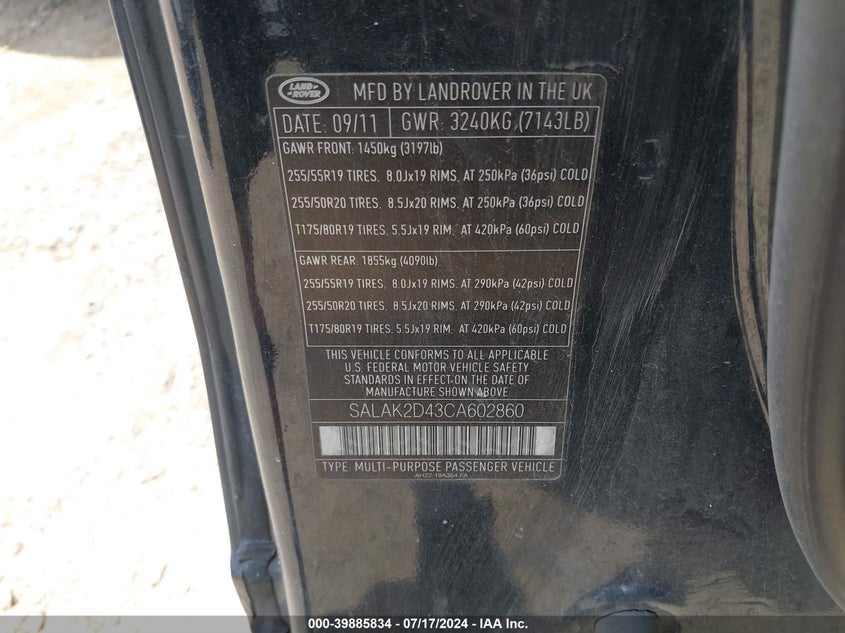 LAND ROVER
MFD BY LANDROVER IN THE UK
DATE: 09/11 GWR: 3240KG (7143LB)
GAWR FRONT: 1450kg (3197lb)
255/55R19 TIRES, 8.0Jx19 RIMS, AT 250kPa (36psi) COLD
255/50R20 TIRES, 8.5Jx20 RIMS, AT 250kPa (36psi) COLD
T175/80R19 TIRES, 5.5Jx19 RIM, AT 420kPa (60psi) COLD
GAWR REAR: 1855kg (4090lb)
255/55R19 TIRES, 8.0Jx19 RIMS, AT 290kPa (42psi) COLD
255/50R20 TIRES, 8.5Jx20 RIMS, AT 290kPa (42psi) COLD
T175/80R19 TIRES, 5.5Jx19 RIM, AT 420kPa (60psi) COLD
THIS VEHICLE CONFORMS TO ALL APPLICABLE
U.S. FEDERAL MOTOR VEHICLE SAFETY
STANDARDS IN EFFECT ON THE DATE OF
MANUFACTURE SHOWN ABOVE
SALAK2D43CA602860
TYPE: MULTI-PURPOSE PASSENGER VEHICLE
AH22-19A354-FA
000-39885834 - 07/17/2024 - IAA Inc.